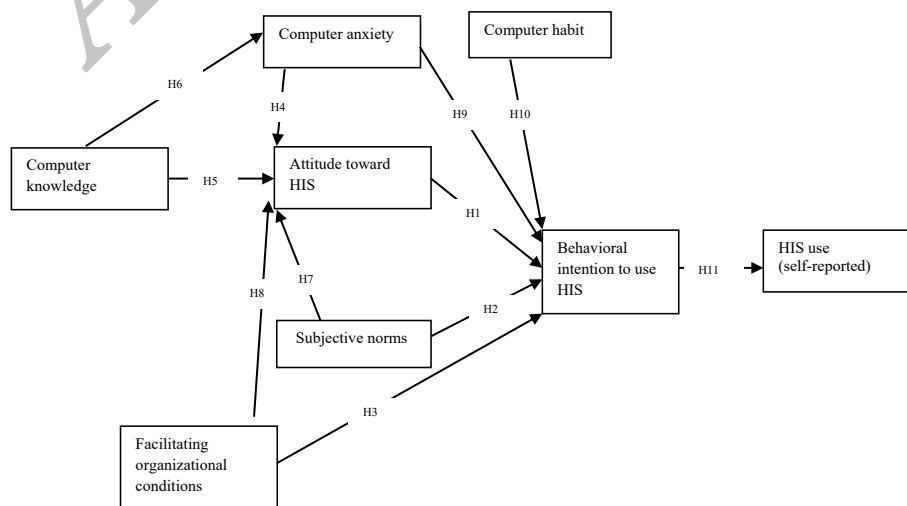 Computer anxiety
Computer habit
H6
H4
H9
H10
Computer
knowledge
H5
Attitude toward
HIS
H1
Behavioral
intention to use
HIS
H11
HIS use
(self-reported)
H8
H7
H2
Subjective norms
H3
Facilitating
organizational
conditions